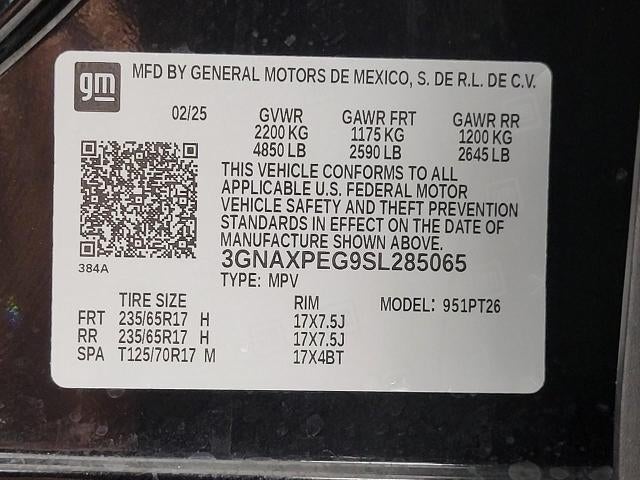 gm
MFD BY GENERAL MOTORS DE MEXICO, S. DE R.L. DE C.V.
02/25 GVWR GAWR FRT GAWR RR
2200 KG 1175 KG 1200 KG
4850 LB 2590 LB 2645 LB
THIS VEHICLE CONFORMS TO ALL
APPLICABLE U.S. FEDERAL MOTOR
VEHICLE SAFETY AND THEFT PREVENTION
STANDARDS IN EFFECT ON THE DATE OF
MANUFACTURE SHOWN ABOVE.
3GNAXPEG9SL285065
384A
TYPE: MPV
TIRE SIZE RIM MODEL: 951PT26
FRT 235/65R17 H 17X7.5J
RR 235/65R17 H 17X7.5J
SPA T125/70R17 M 17X4BT